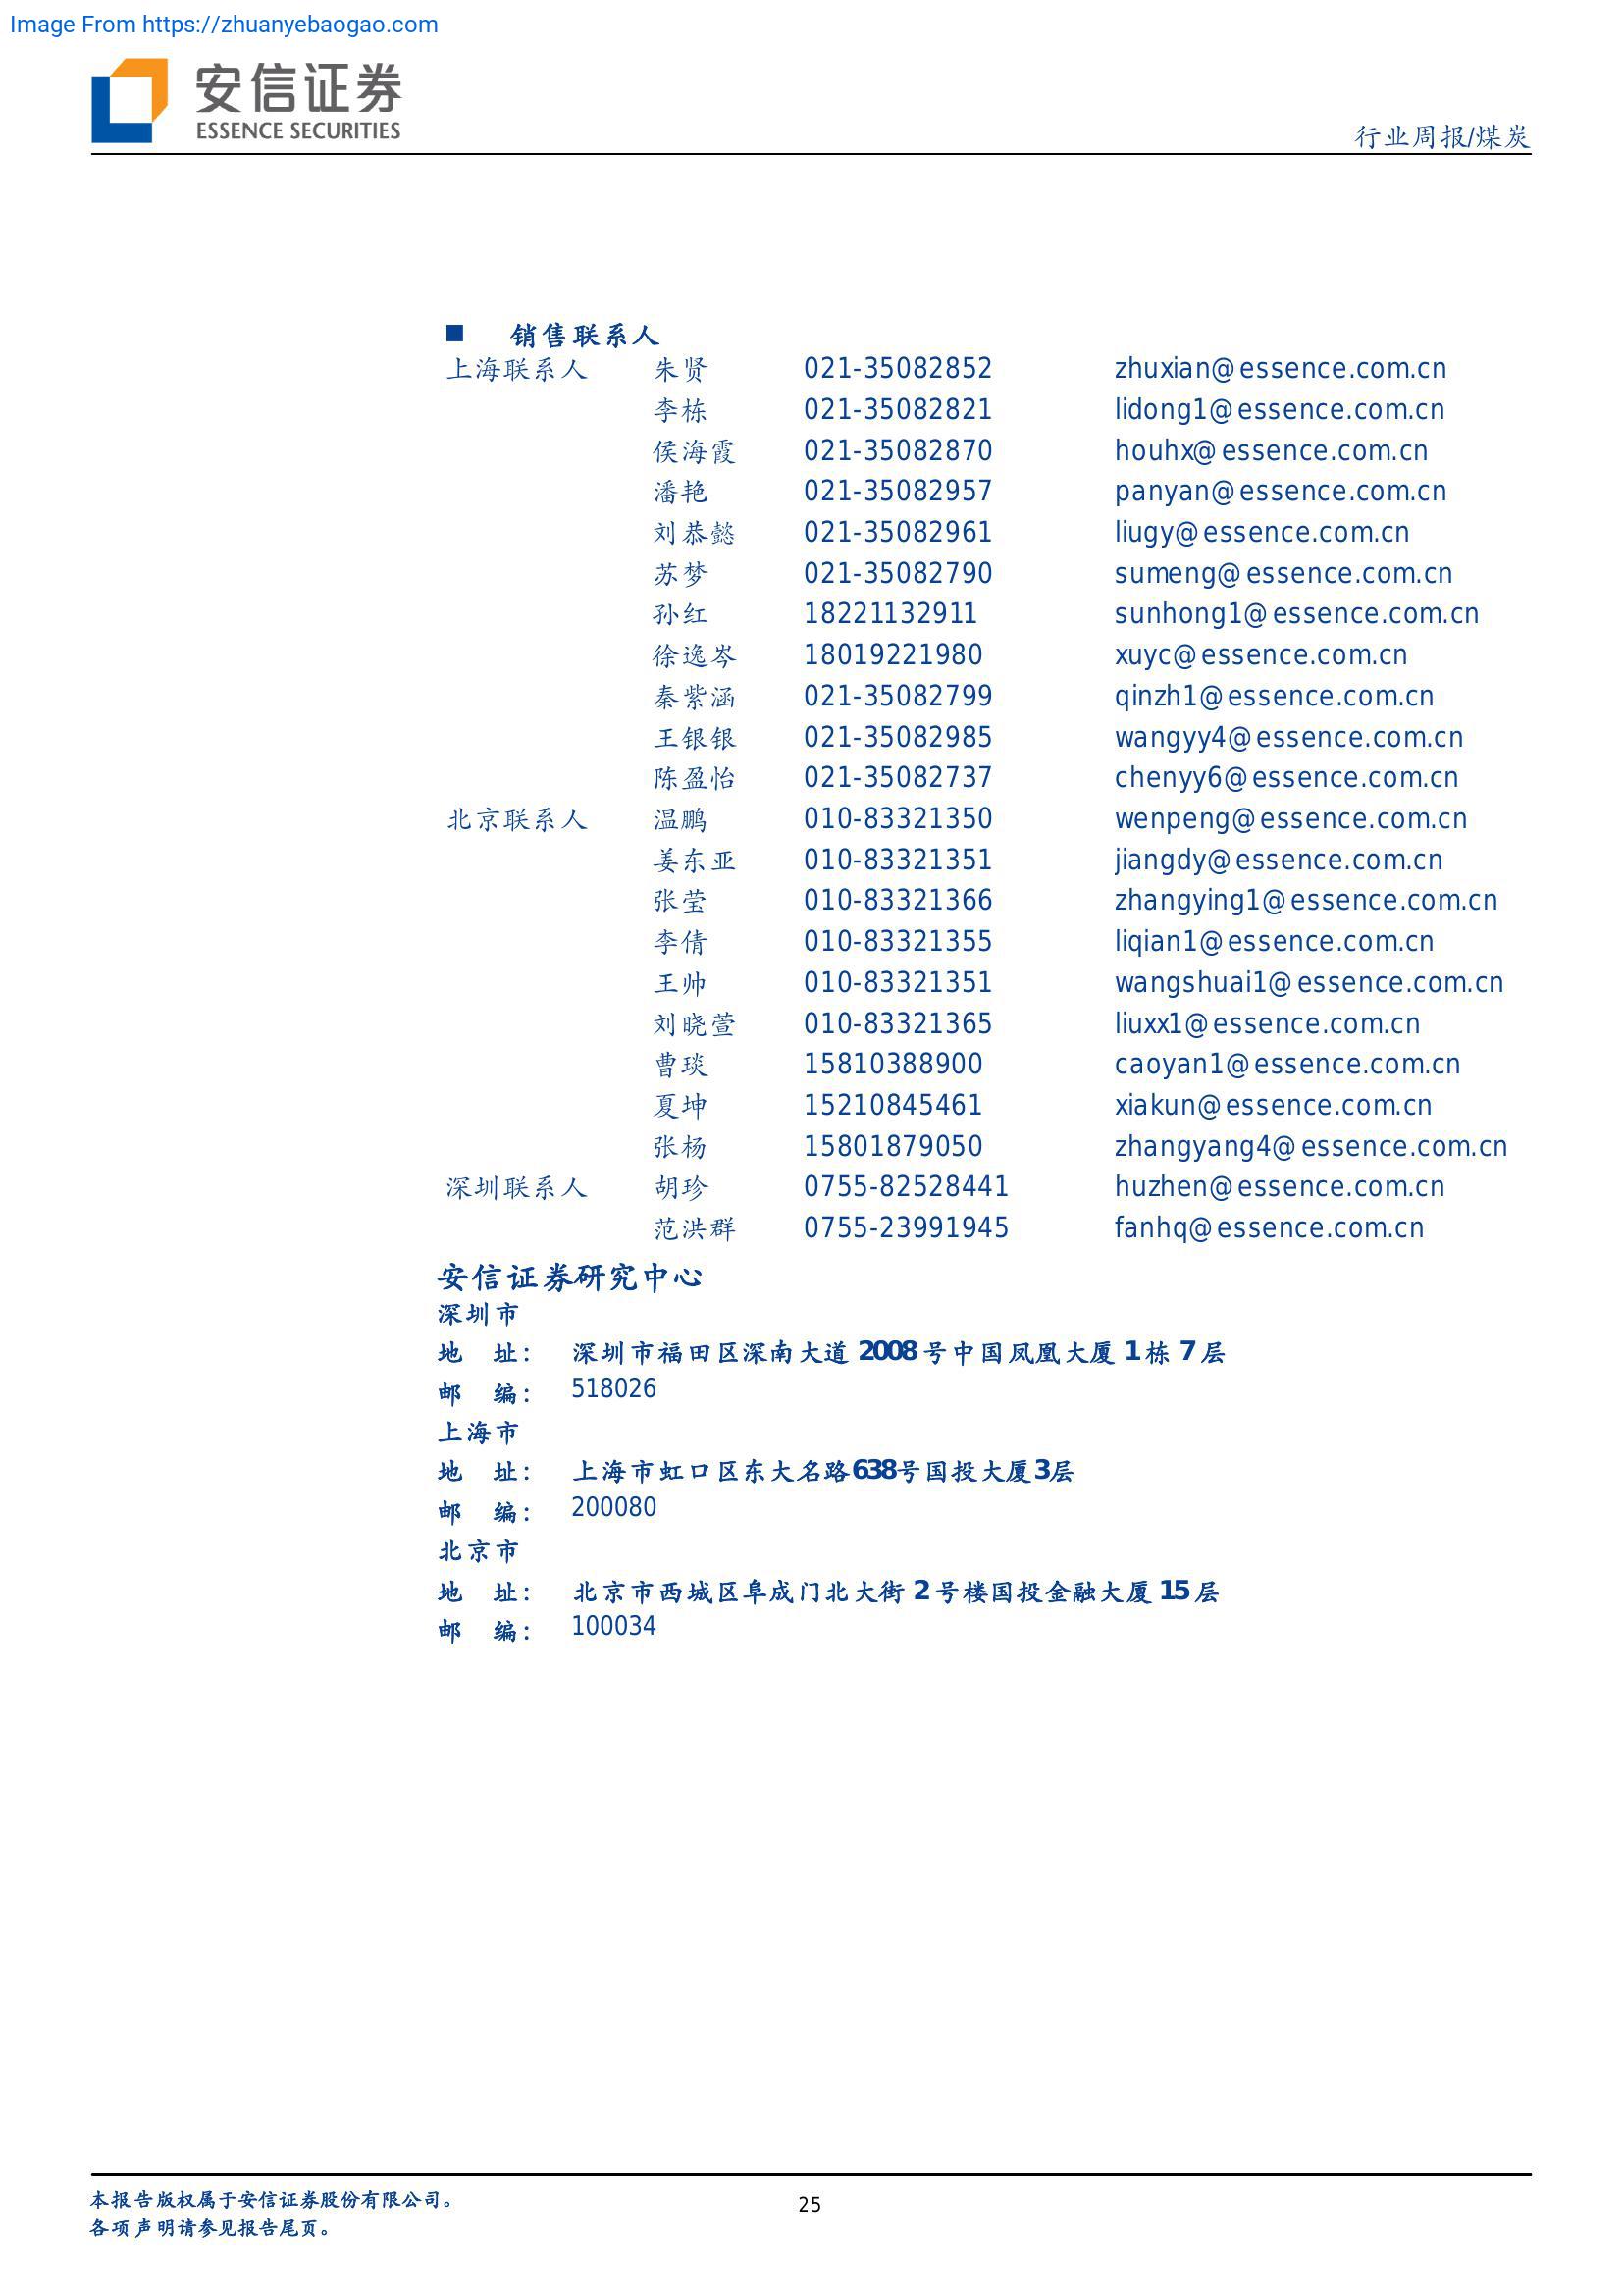 Image From https://zhuanyebaogao.com
安信证券
ESSENCE SECURITIES
行业周报/煤炭
■ 销售联系人
上海联系人 朱贤 021-35082852 zhuxian@essence.com.cn
李栋 021-35082821 lidong1@essence.com.cn
侯海霞 021-35082870 houhx@essence.com.cn
潘艳 021-35082957 panyan@essence.com.cn
刘恭懿 021-35082961 liugy@essence.com.cn
苏梦 021-35082790 sumeng@essence.com.cn
孙红 18221132911 sunhong1@essence.com.cn
徐逸岑 18019221980 xuyc@essence.com.cn
秦紫涵 021-35082799 qinzh1@essence.com.cn
王银银 021-35082985 wangyy4@essence.com.cn
陈盈怡 021-35082737 chenyy6@essence.com.cn
北京联系人 温鹏 010-83321350 wenpeng@essence.com.cn
姜东亚 010-83321351 jiangdy@essence.com.cn
张莹 010-83321366 zhangying1@essence.com.cn
李倩 010-83321355 liqian1@essence.com.cn
王帅 010-83321351 wangshuai1@essence.com.cn
刘晓萱 010-83321365 liuxx1@essence.com.cn
曹琰 15810388900 caoyan1@essence.com.cn
夏坤 15210845461 xiakun@essence.com.cn
张杨 15801879050 zhangyang4@essence.com.cn
深圳联系人 胡珍 0755-82528441 huzhen@essence.com.cn
范洪群 0755-23991945 fanhq@essence.com.cn
安信证券研究中心
深圳市
地 址： 深圳市福田区深南大道 2008 号中国凤凰大厦 1 栋 7 层
邮 编： 518026
上海市
地 址： 上海市虹口区东大名路638号国投大厦3层
邮 编： 200080
北京市
地 址： 北京市西城区阜成门北大街 2 号楼国投金融大厦 15 层
邮 编： 100034
本报告版权属于安信证券股份有限公司。
25
各项声明请参见报告尾页。